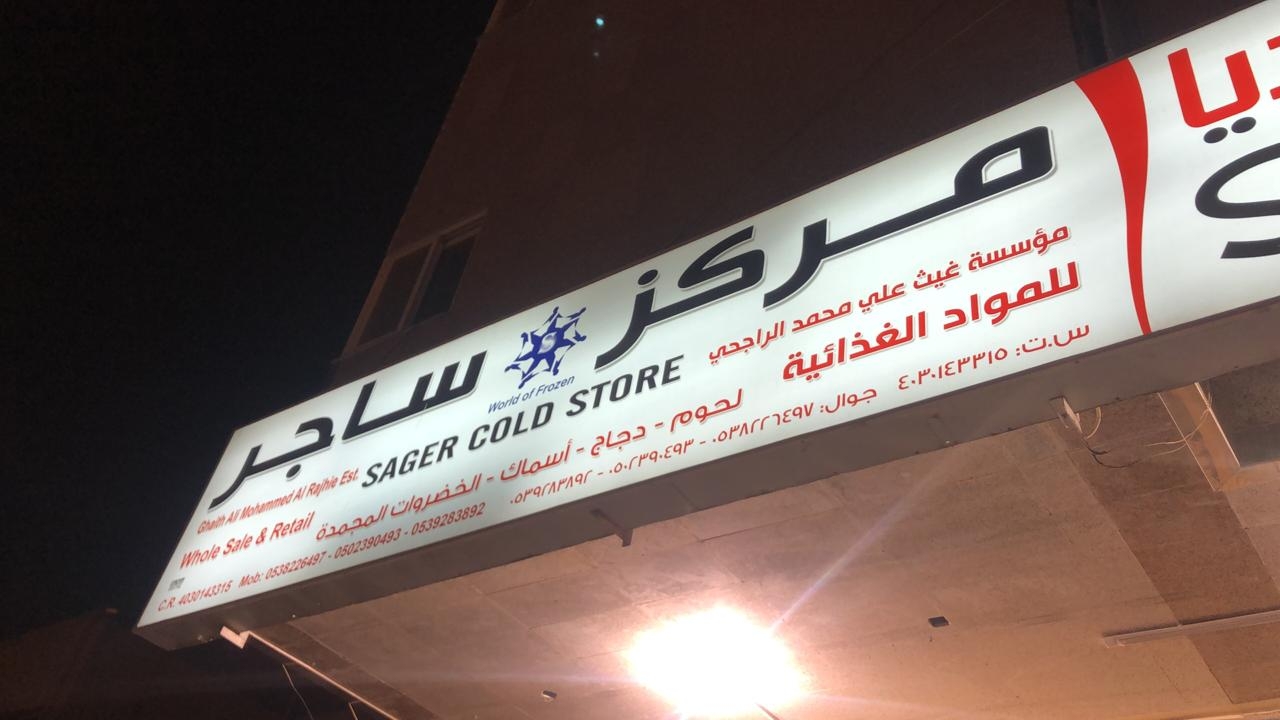 مركز ساجر
World of Frozen
SAGER COLD STORE
مؤسسة غيث علي محمد الراجحي
للمواد الغذائية
Ghaith Ali Mohammed Al Rajhie Est.
Whole Sale & Retail
لحوم - دجاج - أسماك - الخضروات المجمدة
س.ت: ٤٠٣٠١٤٣٣١٥ جوال: ٠٥٣٨٢٢٦٤٩٧ - ٠٥٠٢٣٩٠٤٩٣ - ٠٥٣٩٢٨٣٨٩٢
C.R. 4030143315 Mob: 0538226497 - 0502390493 - 0539283892